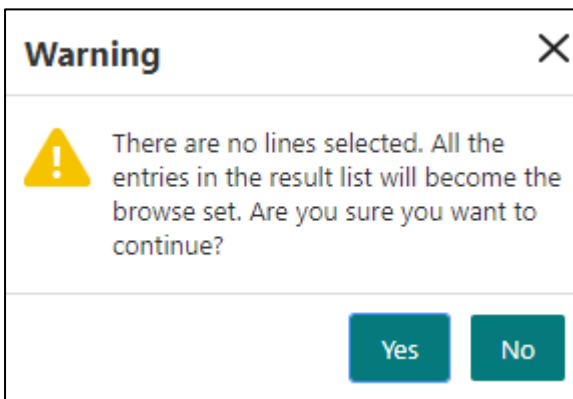 Warning
There are no lines selected. All the
entries in the result list will become the
browse set. Are you sure you want to
continue?
Yes No